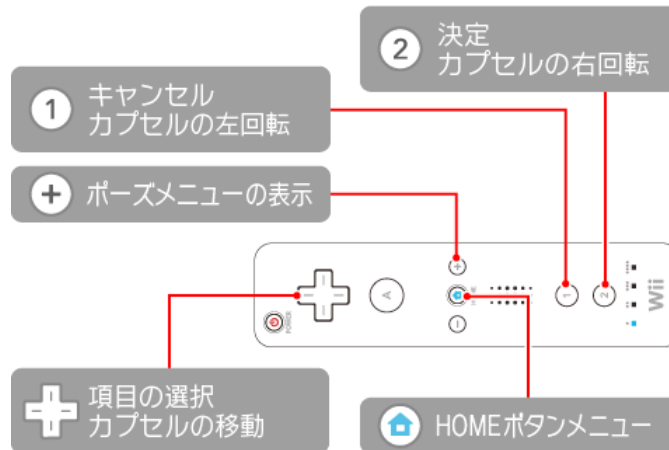 2 決定
カプセルの右回転
1 キャンセル
カプセルの左回転
+ ポーズメニューの表示
A
POWER
HOME
1
2
Wii
項目の選択
カプセルの移動
HOMEボタンメニュー